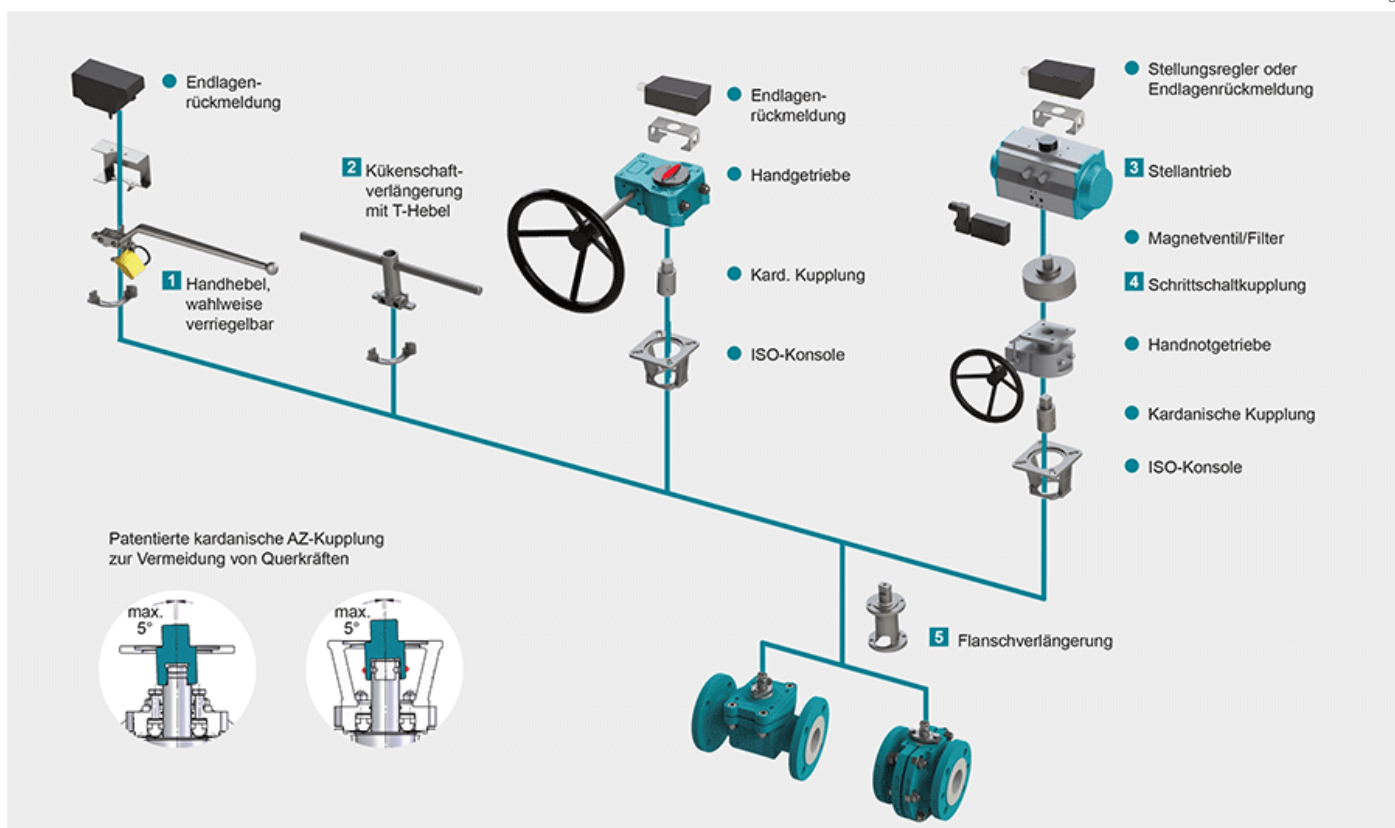 Endlagen-
rückmeldung
1 Handhebel,
wahlweise
verriegelbar
2 Kükenschaft-
verlängerung
mit T-Hebel
Endlagen-
rückmeldung
Handgetriebe
Kard. Kupplung
ISO-Konsole
Stellungsregler oder
Endlagenrückmeldung
3 Stellantrieb
Magnetventil/Filter
4 Schrittschaltkupplung
Handnotgetriebe
Kardanische Kupplung
ISO-Konsole
5 Flanschverlängerung
Patentierte kardanische AZ-Kupplung
zur Vermeidung von Querkräften
max.
5°
max.
5°